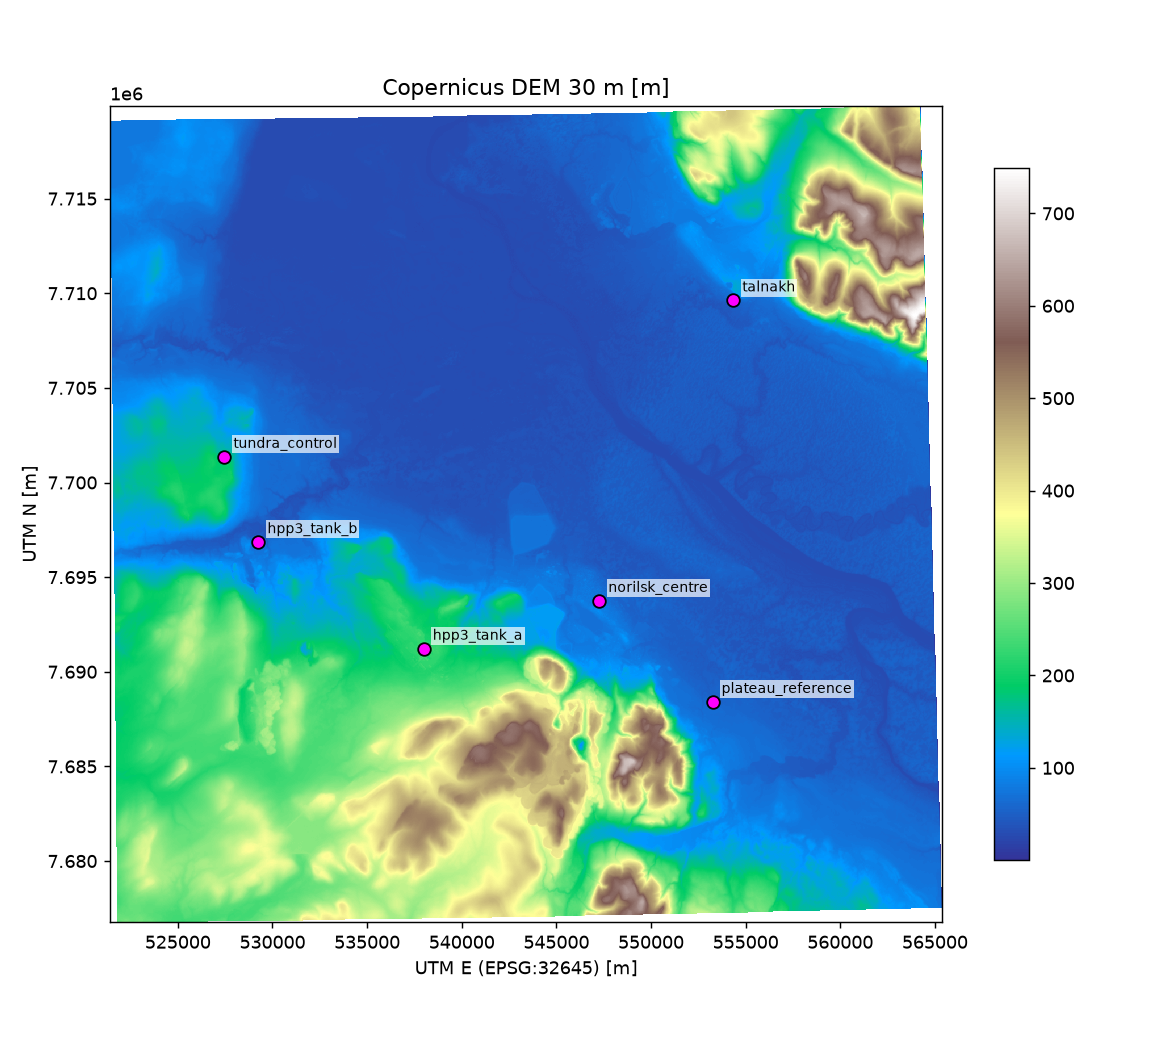 Copernicus DEM 30 m [m]
1e6
7.715
7.710
7.705
7.700
7.695
7.690
7.685
7.680
UTM N [m]
talnakh
tundra_control
hpp3_tank_b
norilsk_centre
hpp3_tank_a
plateau_reference
525000 530000 535000 540000 545000 550000 555000 560000 565000
UTM E (EPSG:32645) [m]
700
600
500
400
300
200
100